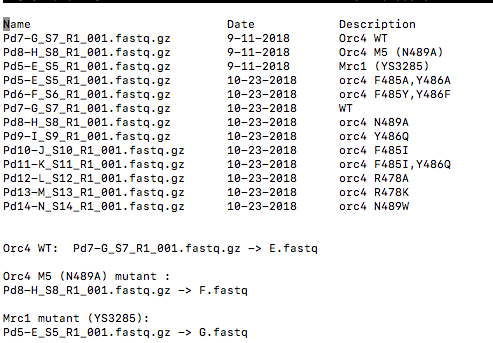 Name Date Description
Pd7-G_S7_R1_001.fastq.gz 9-11-2018 Orc4 WT
Pd8-H_S8_R1_001.fastq.gz 9-11-2018 Orc4 M5 (N489A)
Pd5-E_S5_R1_001.fastq.gz 9-11-2018 Mrc1 (YS3285)
Pd5-E_S5_R1_001.fastq.gz 10-23-2018 orc4 F485A,Y486A
Pd6-F_S6_R1_001.fastq.gz 10-23-2018 orc4 F485Y,Y486F
Pd7-G_S7_R1_001.fastq.gz 10-23-2018 WT
Pd8-H_S8_R1_001.fastq.gz 10-23-2018 orc4 N489A
Pd9-I_S9_R1_001.fastq.gz 10-23-2018 orc4 Y486Q
Pd10-J_S10_R1_001.fastq.gz 10-23-2018 orc4 F485I
Pd11-K_S11_R1_001.fastq.gz 10-23-2018 orc4 F485I,Y486Q
Pd12-L_S12_R1_001.fastq.gz 10-23-2018 orc4 R478A
Pd13-M_S13_R1_001.fastq.gz 10-23-2018 orc4 R478K
Pd14-N_S14_R1_001.fastq.gz 10-23-2018 orc4 N489W
Orc4 WT: Pd7-G_S7_R1_001.fastq.gz -> E.fastq
Orc4 M5 (N489A) mutant :
Pd8-H_S8_R1_001.fastq.gz -> F.fastq
Mrc1 mutant (YS3285):
Pd5-E_S5_R1_001.fastq.gz -> G.fastq